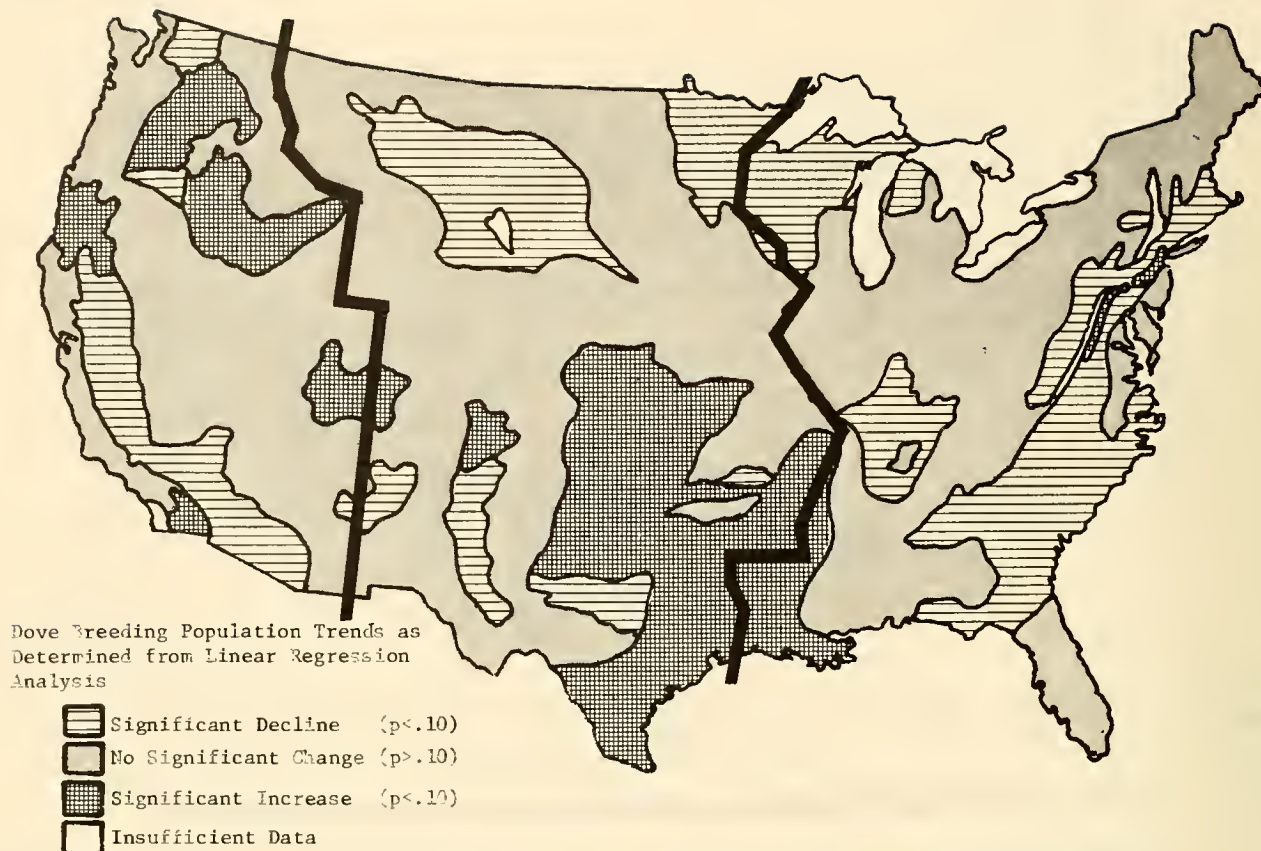 Dove Breeding Population Trends as
Determined from Linear Regression
Analysis
Significant Decline (p<.10)
No Significant Change (p>.10)
Significant Increase (p<.10)
Insufficient Data